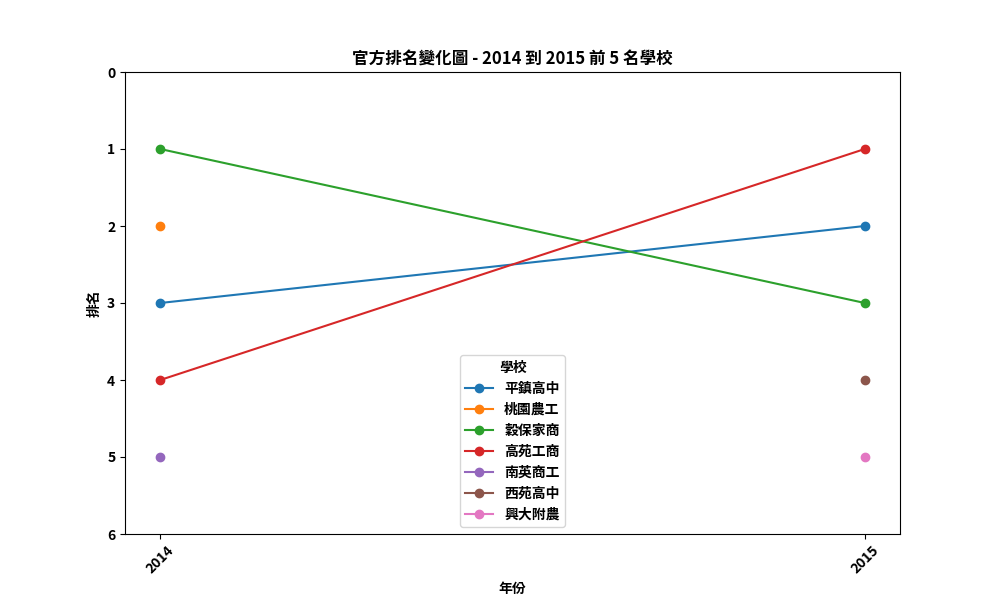 官方排名變化圖 - 2014 到 2015 前 5 名學校
0
1
2
3
4
5
6
排名
學校
平鎮高中
桃園農工
穀保家商
高苑工商
南英商工
西苑高中
興大附農
2014
2015
年份